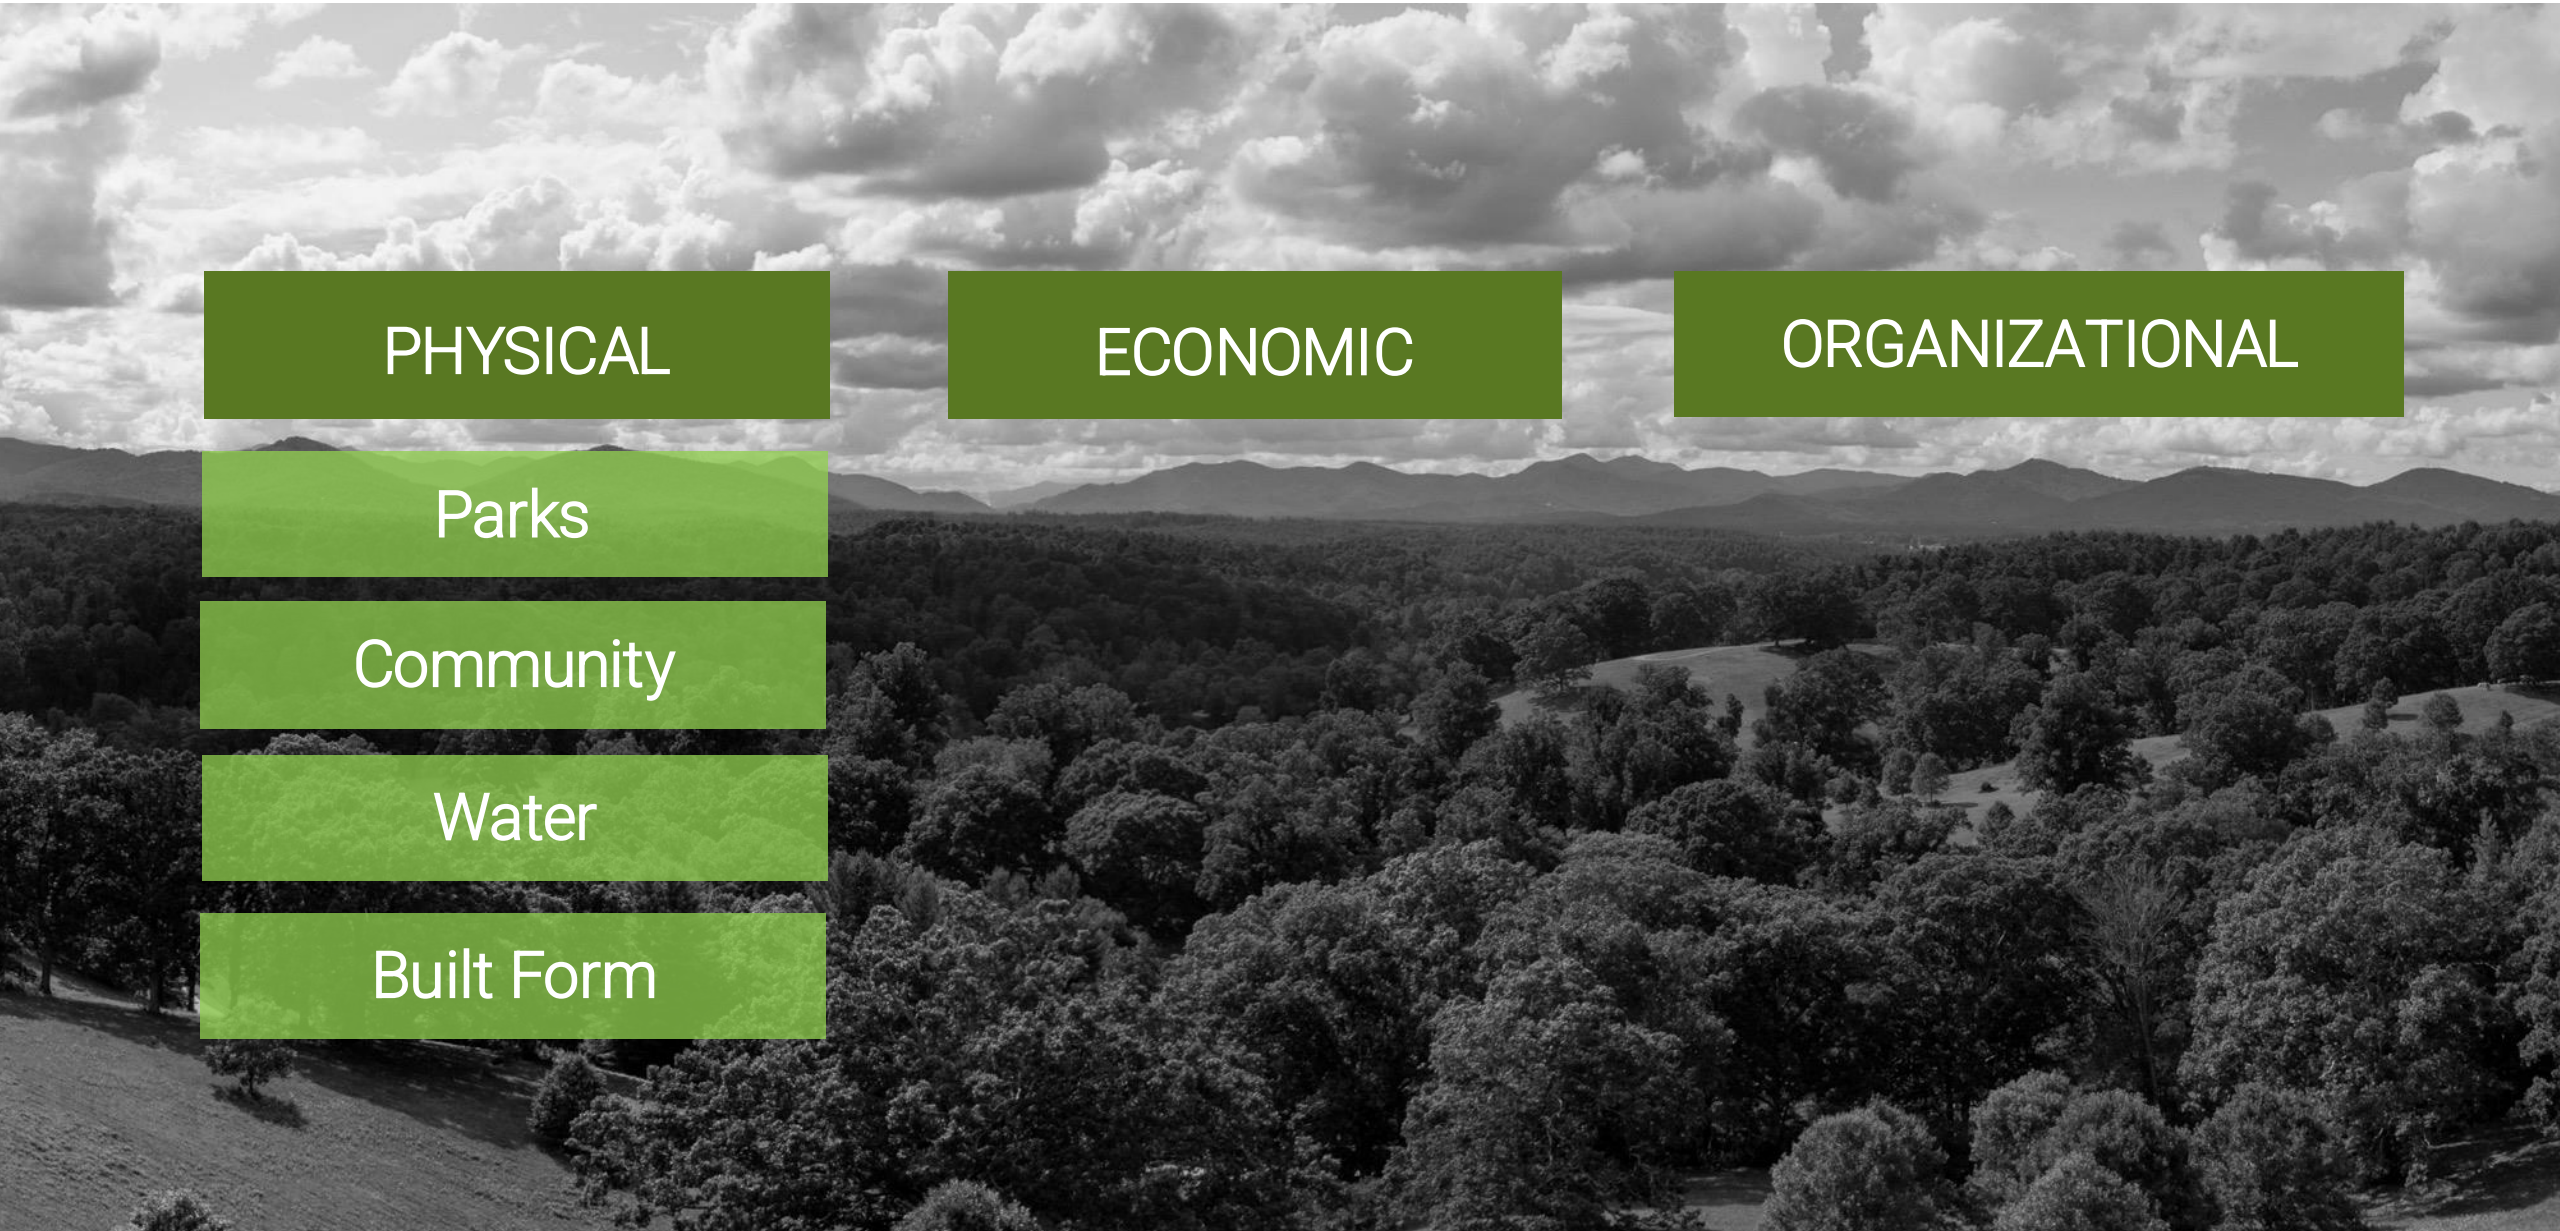 PHYSICAL
ECONOMIC
ORGANIZATIONAL
Parks
Community
Water
Built Form